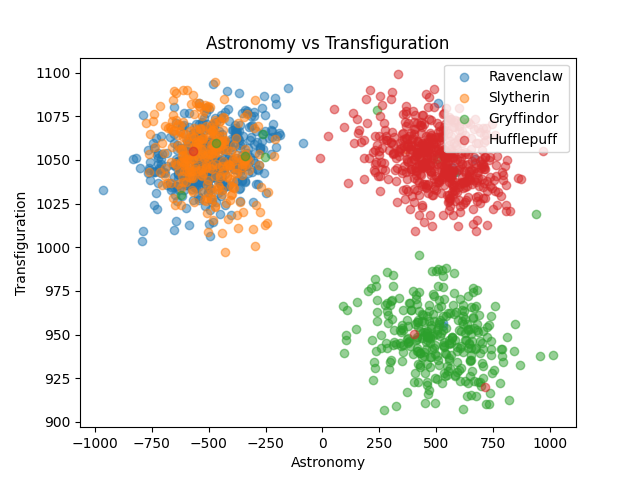 Astronomy vs Transfiguration
Ravenclaw
Slytherin
Gryffindor
Hufflepuff
Transfiguration
1100
1075
1050
1025
1000
975
950
925
900
−1000
−750
−500
−250
0
250
500
750
1000
Astronomy